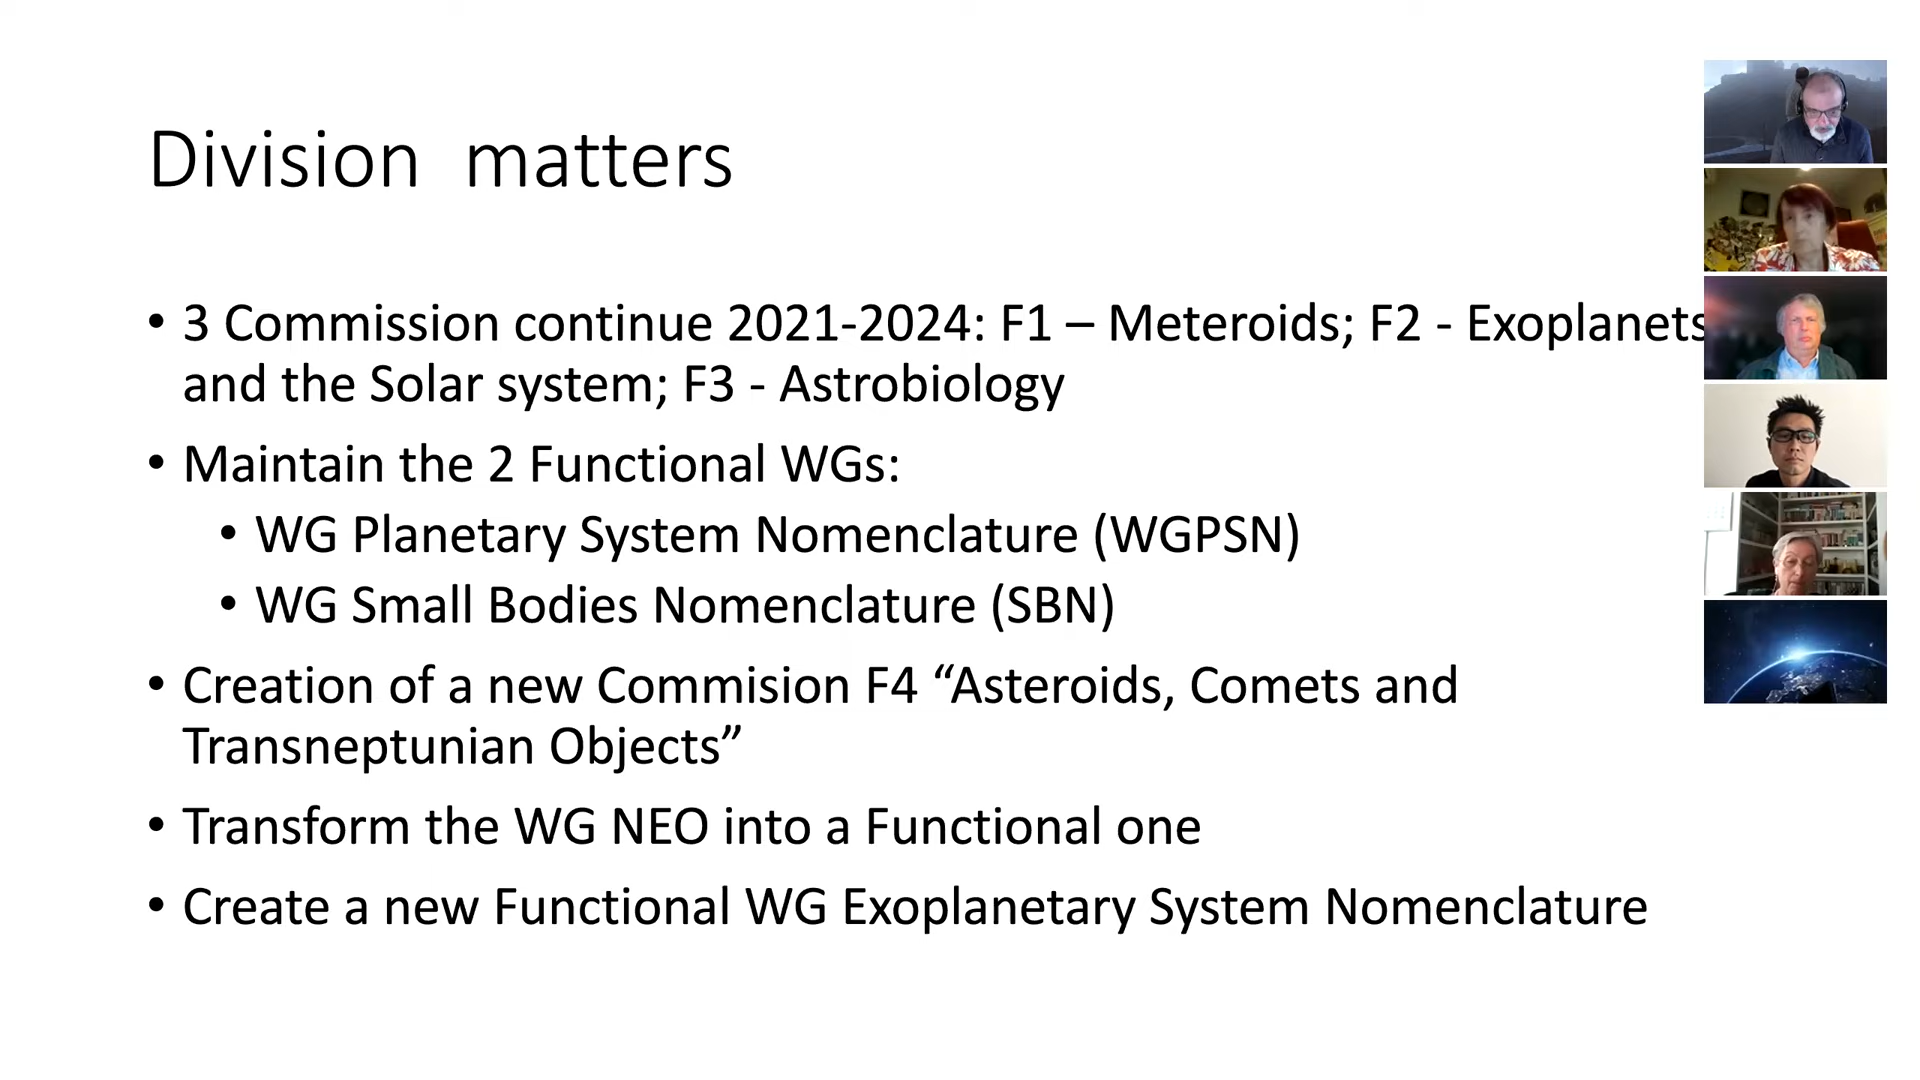 Division matters
• 3 Commission continue 2021-2024: F1 – Meteroids; F2 - Exoplanets
and the Solar system; F3 - Astrobiology
• Maintain the 2 Functional WGs:
• WG Planetary System Nomenclature (WGPSN)
• WG Small Bodies Nomenclature (SBN)
• Creation of a new Commision F4 “Asteroids, Comets and
Transneptunian Objects”
• Transform the WG NEO into a Functional one
• Create a new Functional WG Exoplanetary System Nomenclature